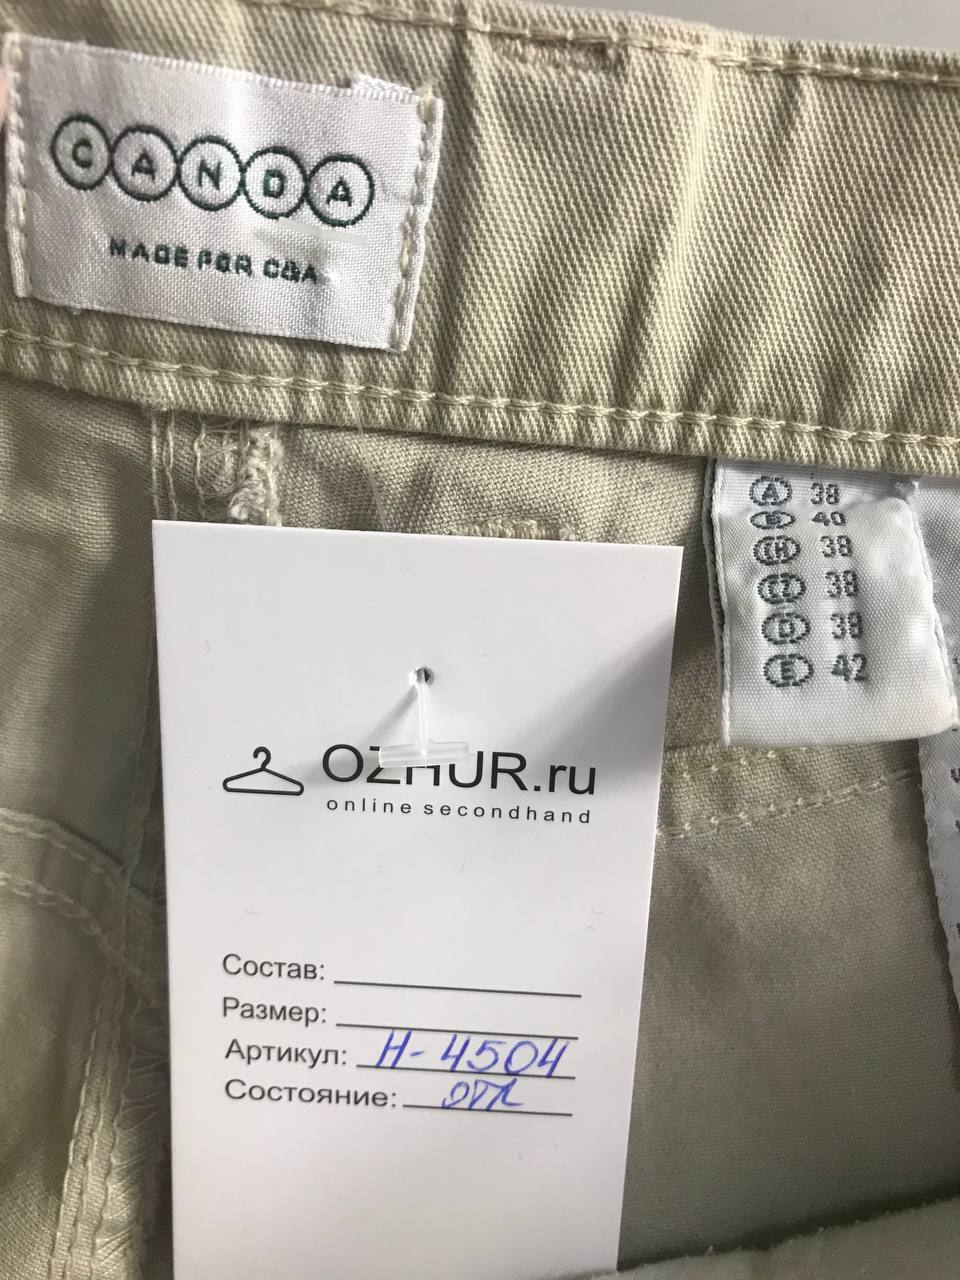 CANDA
MADE FOR C&A
A 38
B 40
CH 38
CZ 38
D 38
E 42
OZHUR.ru
online secondhand
Состав:
Размер:
Артикул: Н-4504
Состояние: отл